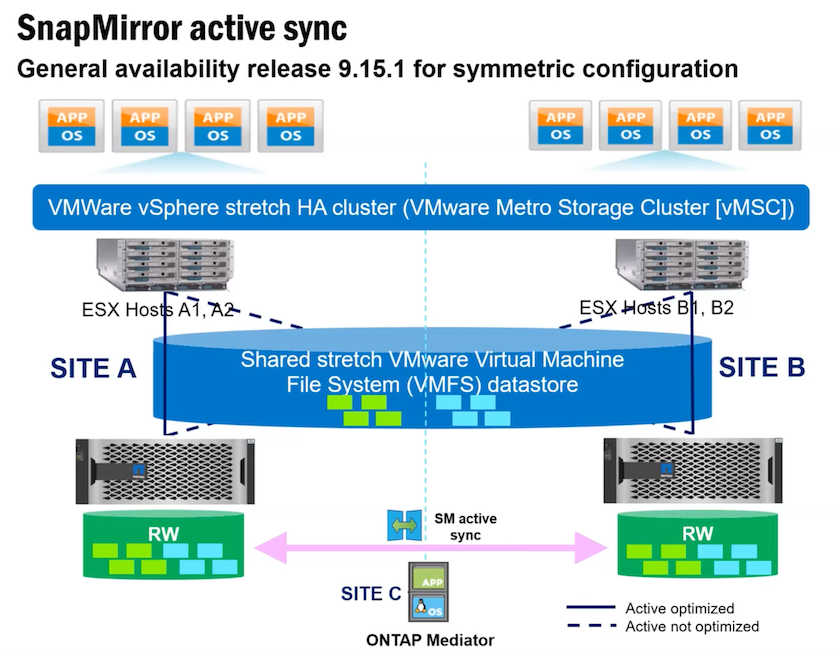 SnapMirror active sync
General availability release 9.15.1 for symmetric configuration
APP APP APP APP APP APP APP APP
OS OS OS OS OS OS OS OS
VMWare vSphere stretch HA cluster (VMware Metro Storage Cluster [vMSC])
ESX Hosts A1, A2
ESX Hosts B1, B2
SITE A
Shared stretch VMware Virtual Machine
File System (VMFS) datastore
SITE B
RW
SM active
sync
RW
SITE C
APP
OS
ONTAP Mediator
Active optimized
Active not optimized